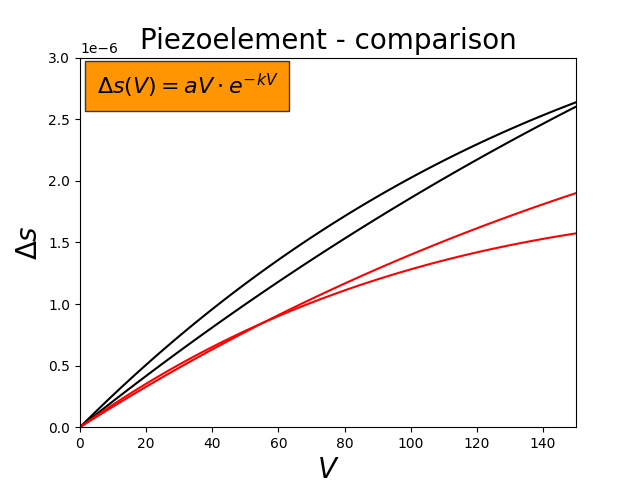 Piezoelement - comparison
1e−6
Δs(V) = aV · e^{−kV}
3.0
2.5
2.0
1.5
1.0
0.5
0.0
Δs
0 20 40 60 80 100 120 140
V